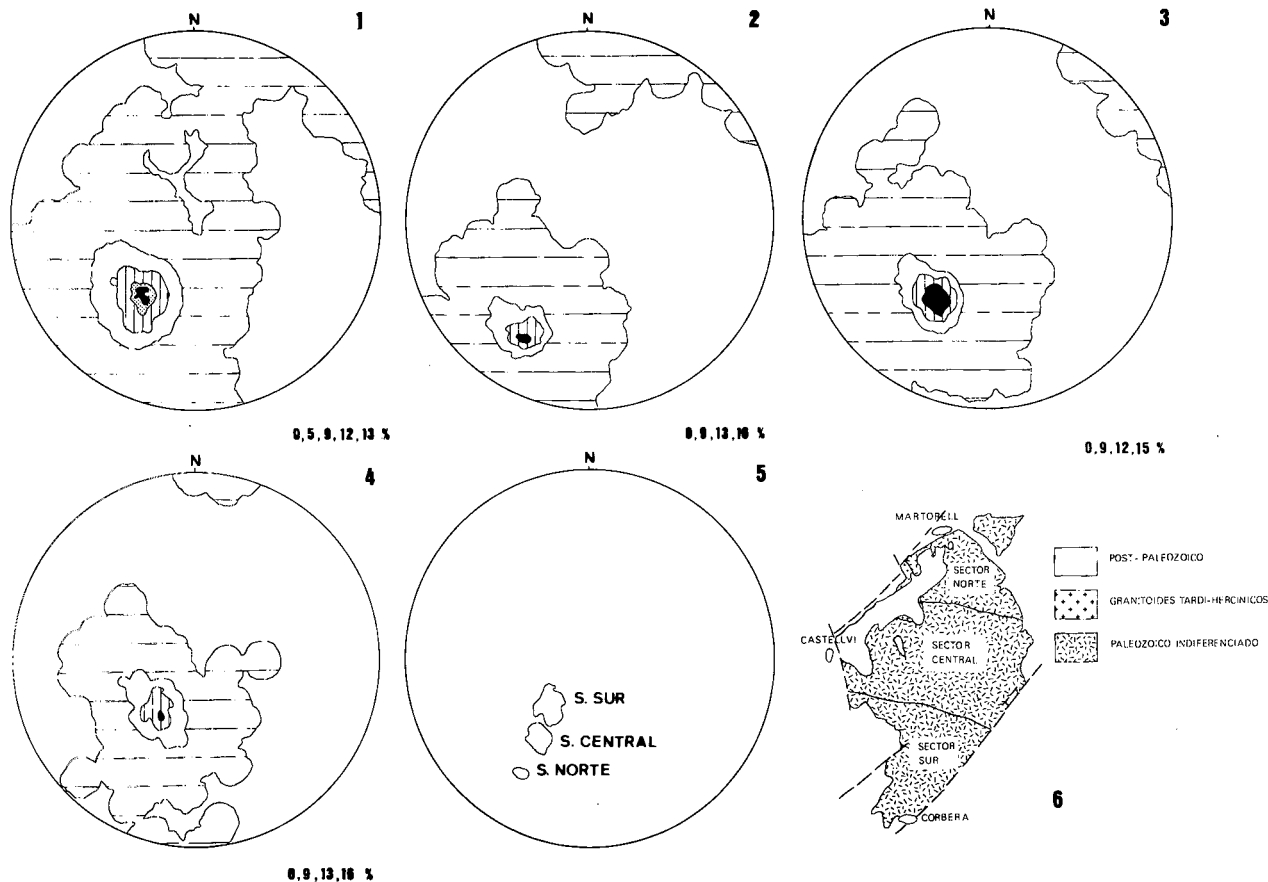 N
1
0,5,9,12,13 %
N
2
0,9,13,16 %
N
3
0,9,12,15 %
N
4
0,9,13,16 %
N
5
S. SUR
S. CENTRAL
S. NORTE
MARTORELL
SECTOR
NORTE
CASTELLVI
SECTOR
CENTRAL
SECTOR
SUR
CORBERA
6
POST-PALEOZOICO
GRANITOIDES TARDI-HERCINICOS
PALEOZOICO INDIFERENCIADO